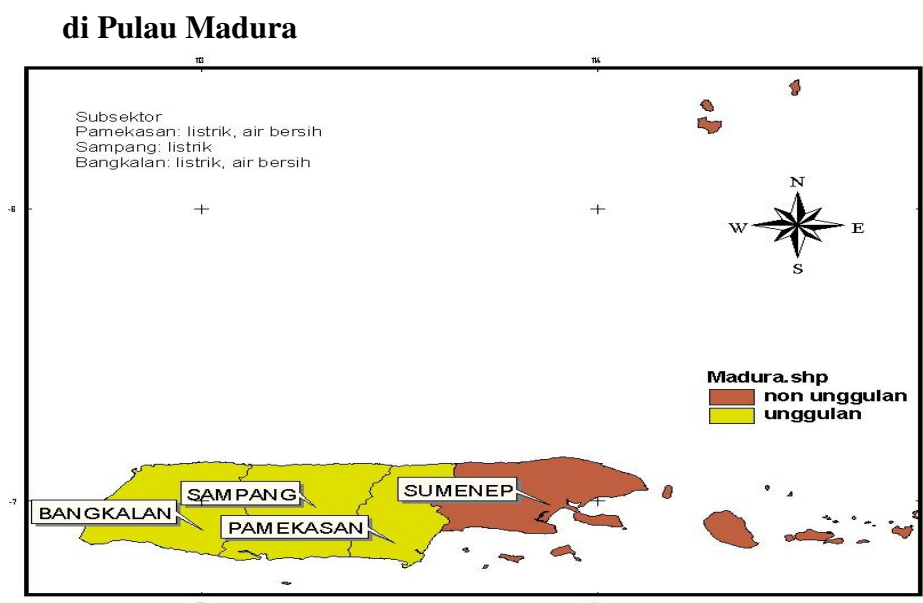 di Pulau Madura
113
114
Subsektor
Pamekasan: listrik, air bersih
Sampang: listrik
Bangkalan: listrik, air bersih
-6
N
W
E
S
Madura.shp
non unggulan
unggulan
SAMPANG
SUMENEP
-7
BANGKALAN
PAMEKASAN